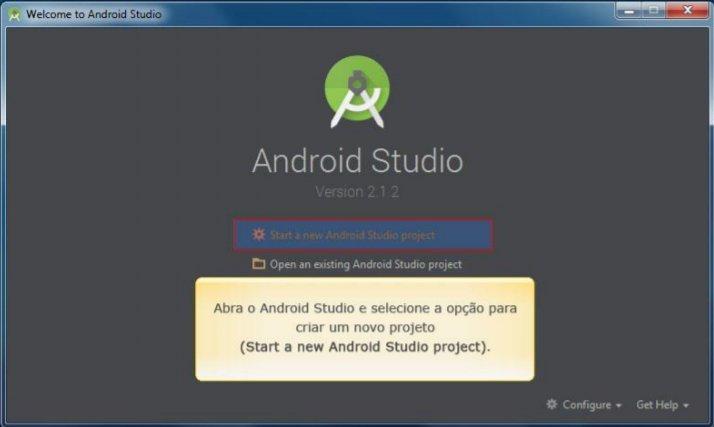 Welcome to Android Studio
Android Studio
Version 2.1.2
Start a new Android Studio project
Open an existing Android Studio project
Abra o Android Studio e selecione a opção para
criar um novo projeto
(Start a new Android Studio project).
Configure
Get Help